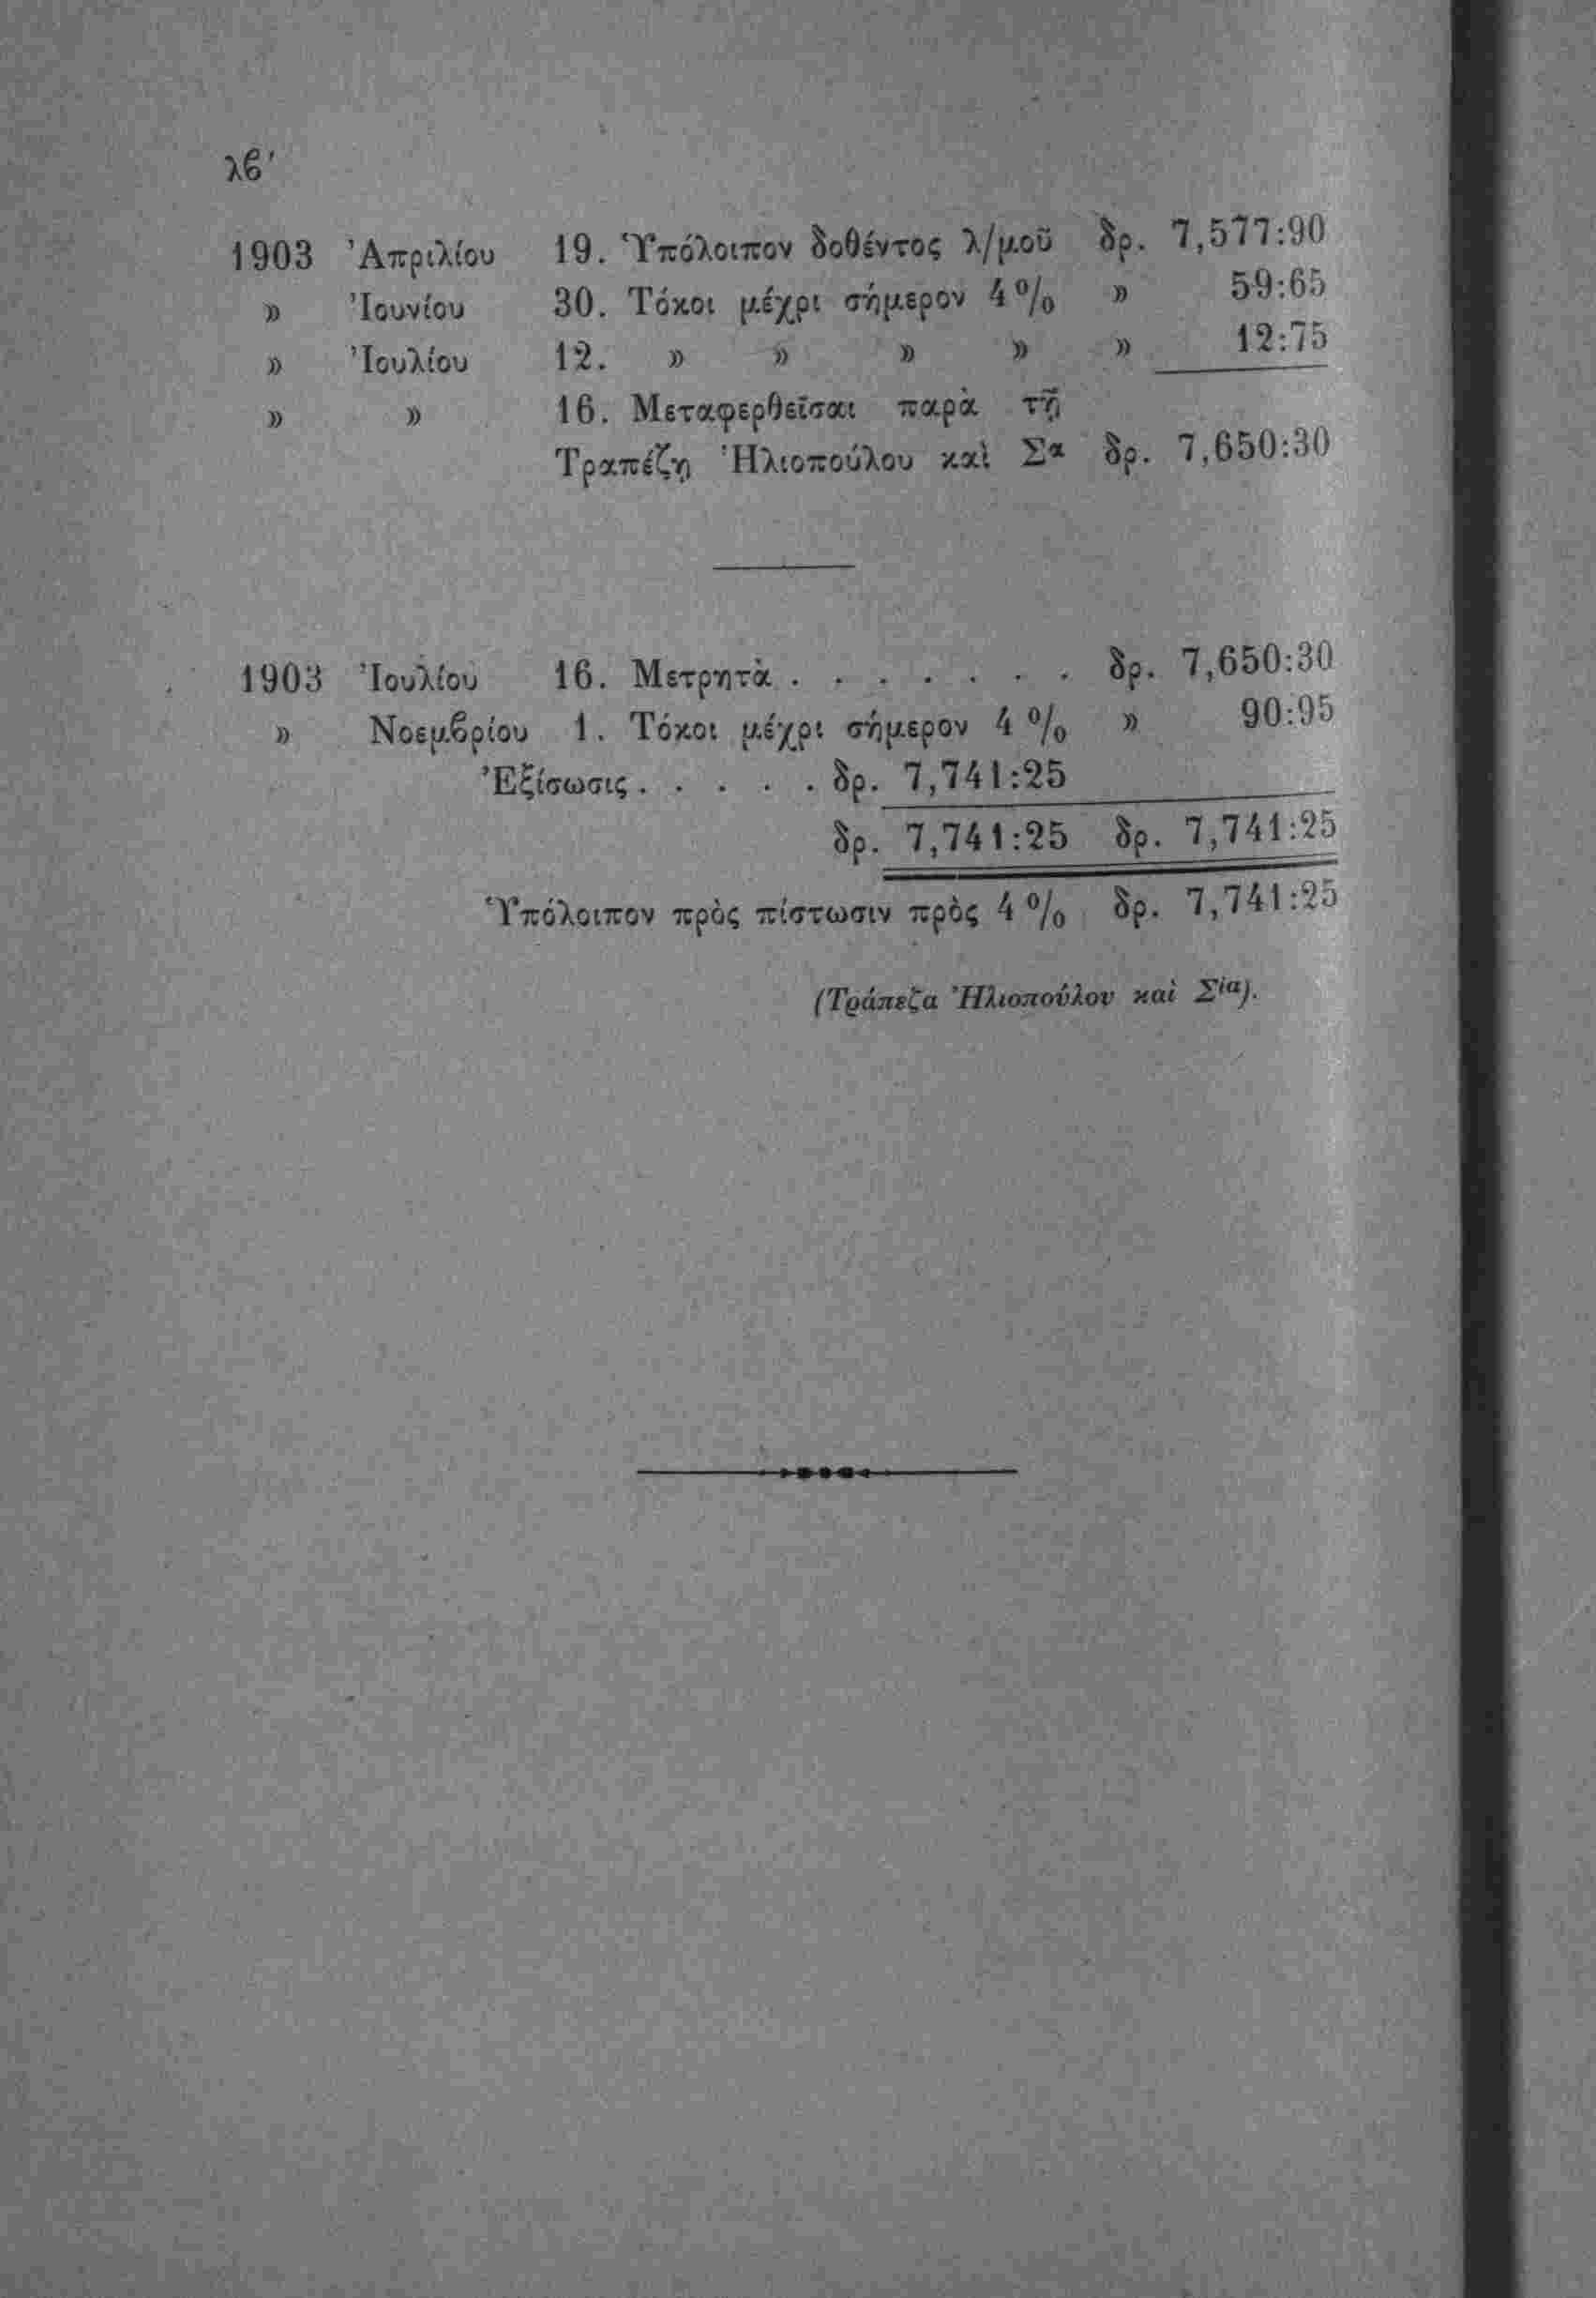 λϐʹ
1903 Ἀπριλίου 19. Ὑπόλοιπον δοθέντος λ/μοῦ δρ. 7,577:90
» Ἰουνίου 30. Τόκοι μέχρι σήμερον 4 % » 59:65
» Ἰουλίου 12. » » » » » 12:75
» » 16. Μεταφερθεῖσαι παρὰ τῇ
Τραπέζῃ Ἡλιοπούλου καὶ Σα δρ. 7,650:30
1903 Ἰουλίου 16. Μετρητὰ . . . . . . . δρ. 7,650:30
» Νοεμϐρίου 1. Τόκοι μέχρι σήμερον 4 % » 90:95
Ἐξίσωσις . . . . . δρ. 7,741:25
δρ. 7,741:25 δρ. 7,741:25
Ὑπόλοιπον πρὸς πίστωσιν πρὸς 4 % δρ. 7,741:25
(Τράπεζα Ἡλιοπούλου καὶ Σία).